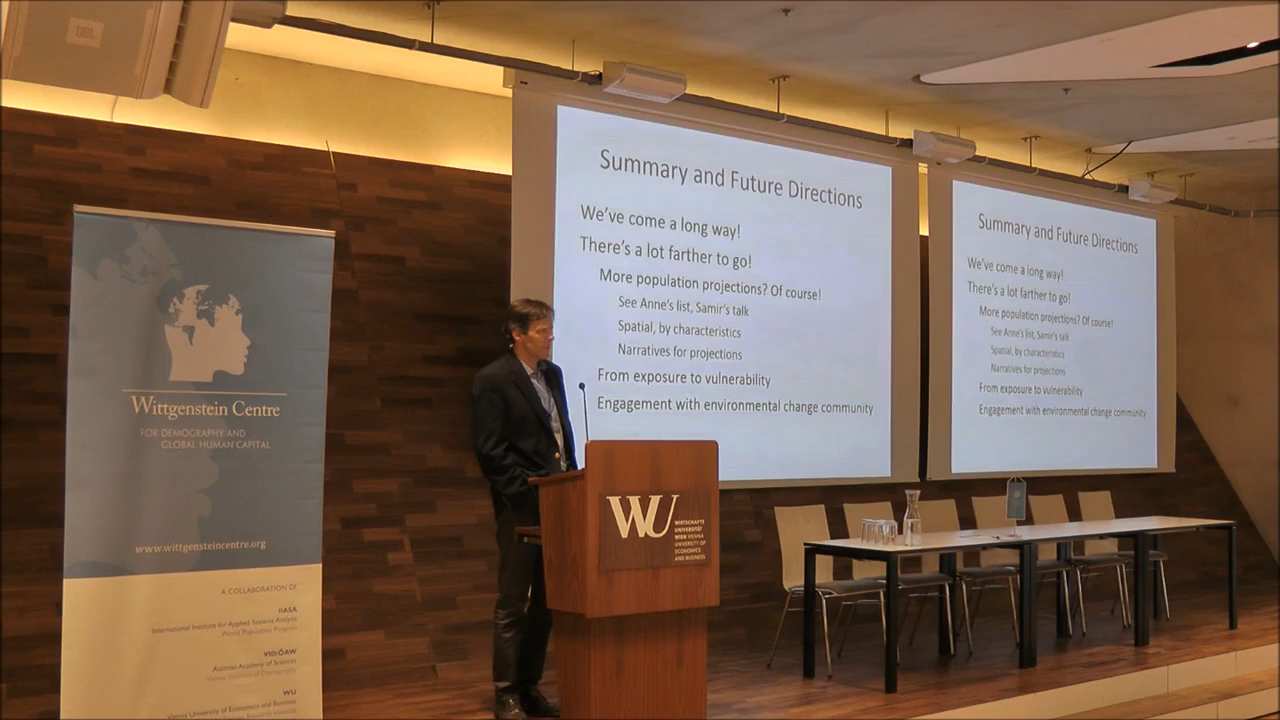 JBL
Wittgenstein Centre
FOR DEMOGRAPHY AND
GLOBAL HUMAN CAPITAL
www.wittgensteincentre.org
A COLLABORATION OF
IIASA
International Institute for Applied Systems Analysis
World Population Program
VID/ÖAW
Austrian Academy of Sciences
Vienna Institute of Demography
WU
Vienna University of Economics and Business
Summary and Future Directions
We've come a long way!
There's a lot farther to go!
More population projections? Of course!
See Anne's list, Samir's talk
Spatial, by characteristics
Narratives for projections
From exposure to vulnerability
Engagement with environmental change community
WU
WIRTSCHAFTS
UNIVERSITÄT
WIEN VIENNA
UNIVERSITY OF
ECONOMICS
AND BUSINESS
Summary and Future Directions
We've come a long way!
There's a lot farther to go!
More population projections? Of course!
See Anne's list, Samir's talk
Spatial, by characteristics
Narratives for projections
From exposure to vulnerability
Engagement with environmental change community